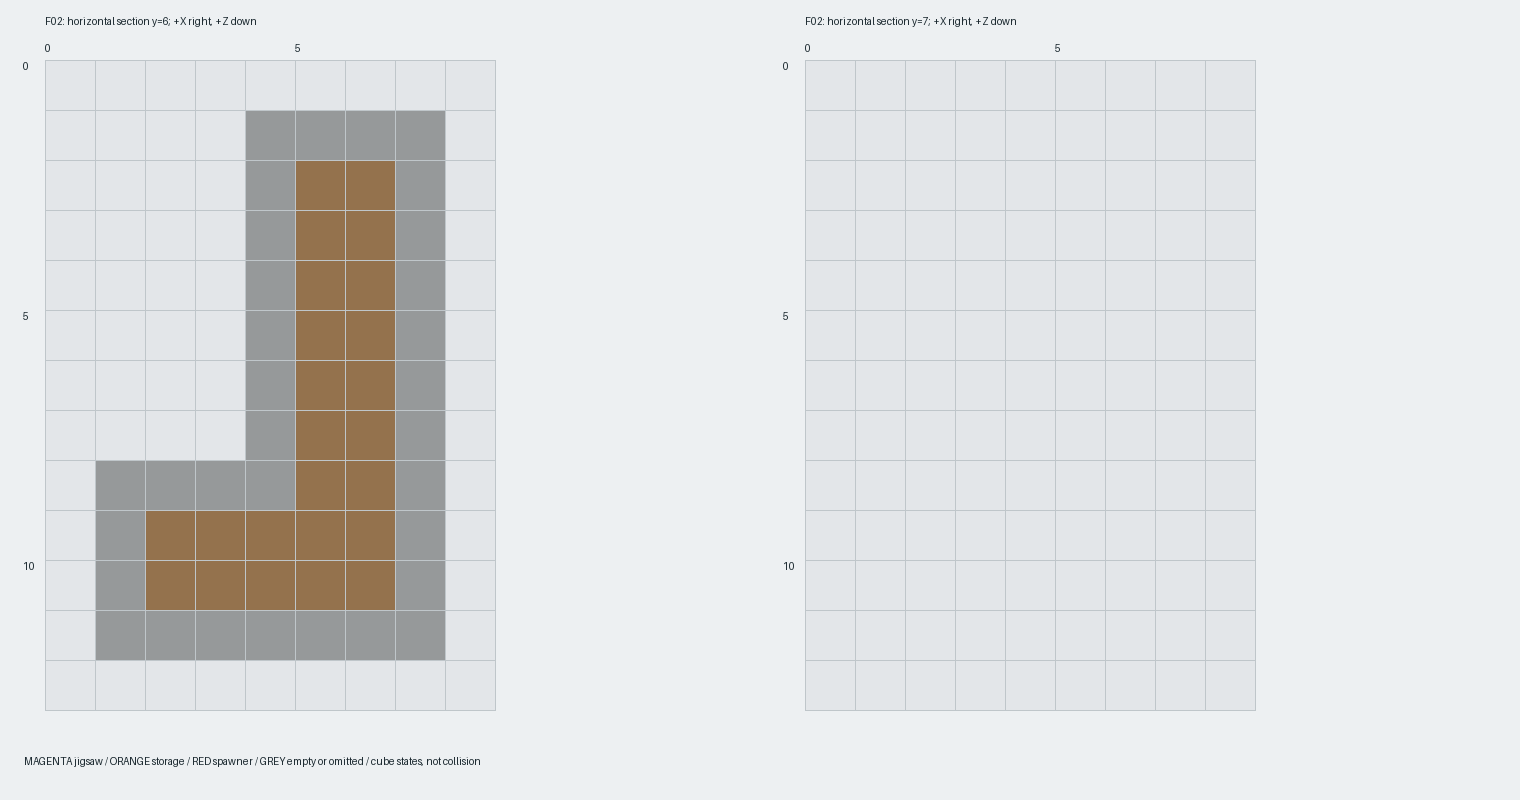 F02: horizontal section y=6; +X right, +Z down
F02: horizontal section y=7; +X right, +Z down
0 5
0 5
0
0
5
5
10
10
MAGENTA jigsaw / ORANGE storage / RED spawner / GREY empty or omitted / cube states, not collision